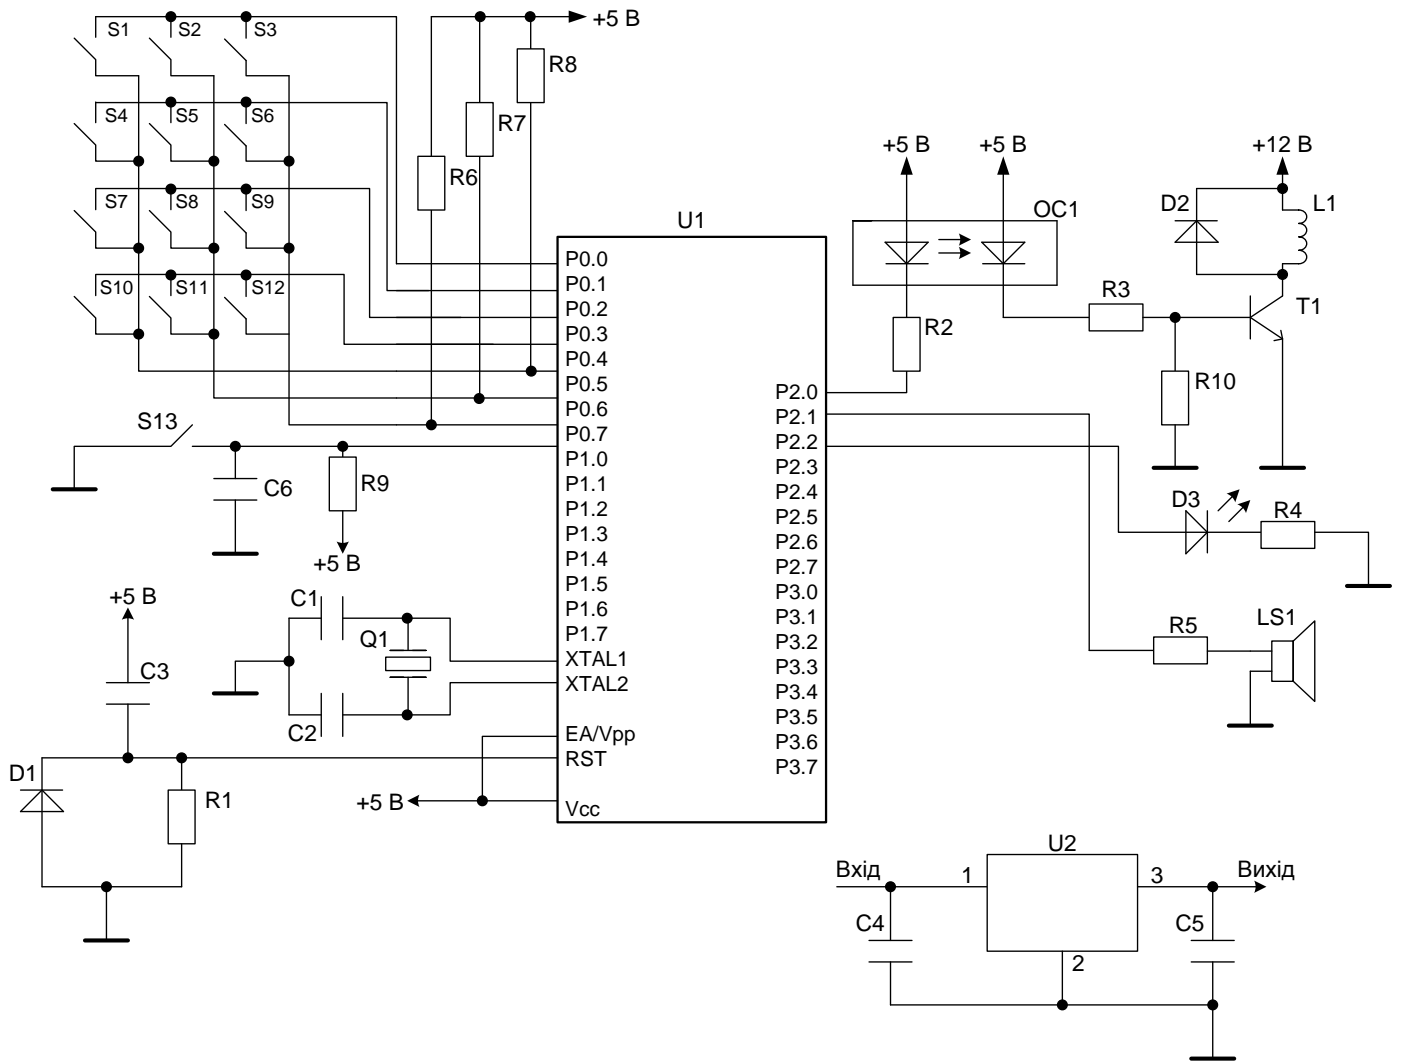 S1 S2 S3
+5 В
R8
R7
R6
S4 S5 S6
S7 S8 S9
S10 S11 S12
S13
C6
R9
+5 В
+5 В
C3
C1
Q1
C2
D1
R1
+5 В
U1
P0.0
P0.1
P0.2
P0.3
P0.4
P0.5
P0.6
P0.7
P1.0
P1.1
P1.2
P1.3
P1.4
P1.5
P1.6
P1.7
XTAL1
XTAL2
EA/Vpp
RST
Vcc
P2.0
P2.1
P2.2
P2.3
P2.4
P2.5
P2.6
P2.7
P3.0
P3.1
P3.2
P3.3
P3.4
P3.5
P3.6
P3.7
+5 В +5 В
OC1
R2
R3
R10
+12 В
D2 L1
T1
D3 R4
R5 LS1
U2
Вхід 1 3 Вихід
C4 2 C5